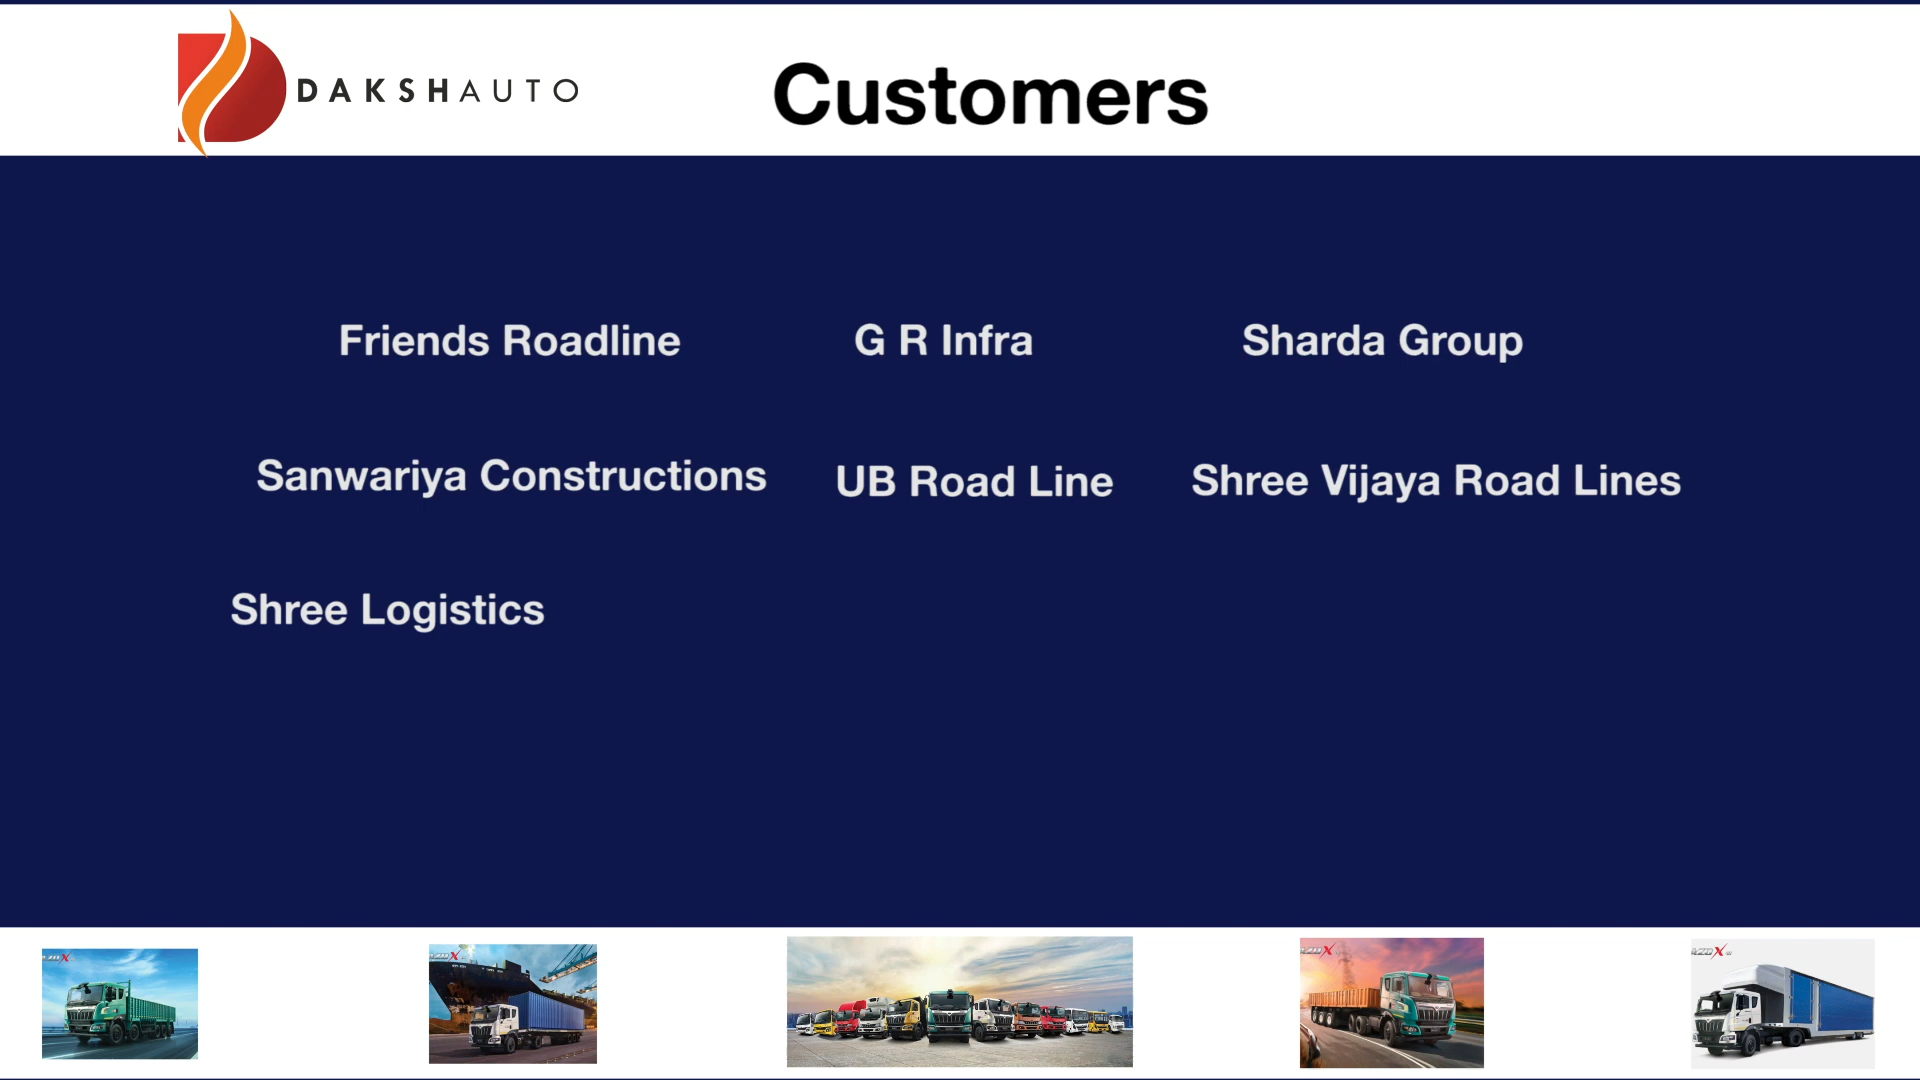 DAKSHAUTO
Customers
Friends Roadline
G R Infra
Sharda Group
Sanwariya Constructions
UB Road Line
Shree Vijaya Road Lines
Shree Logistics